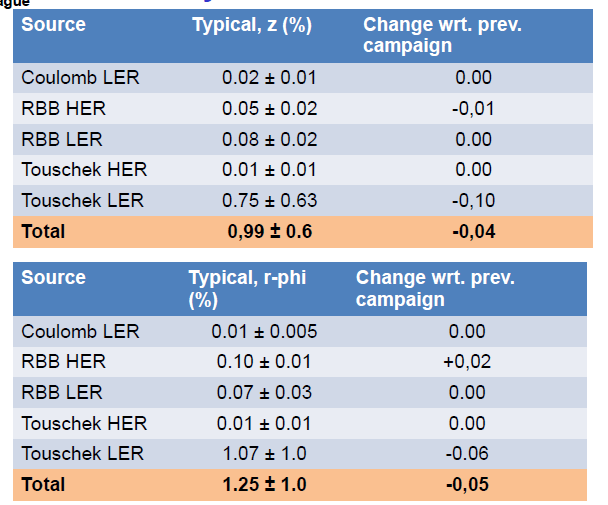 ague
Source Typical, z (%) Change wrt. prev.
campaign
Coulomb LER 0.02 ± 0.01 0.00
RBB HER 0.05 ± 0.02 -0,01
RBB LER 0.08 ± 0.02 0.00
Touschek HER 0.01 ± 0.01 0.00
Touschek LER 0.75 ± 0.63 -0,10
Total 0,99 ± 0.6 -0,04
Source Typical, r-phi Change wrt. prev.
(%) campaign
Coulomb LER 0.01 ± 0.005 0.00
RBB HER 0.10 ± 0.01 +0,02
RBB LER 0.07 ± 0.03 0.00
Touschek HER 0.01 ± 0.01 0.00
Touschek LER 1.07 ± 1.0 -0.06
Total 1.25 ± 1.0 -0,05